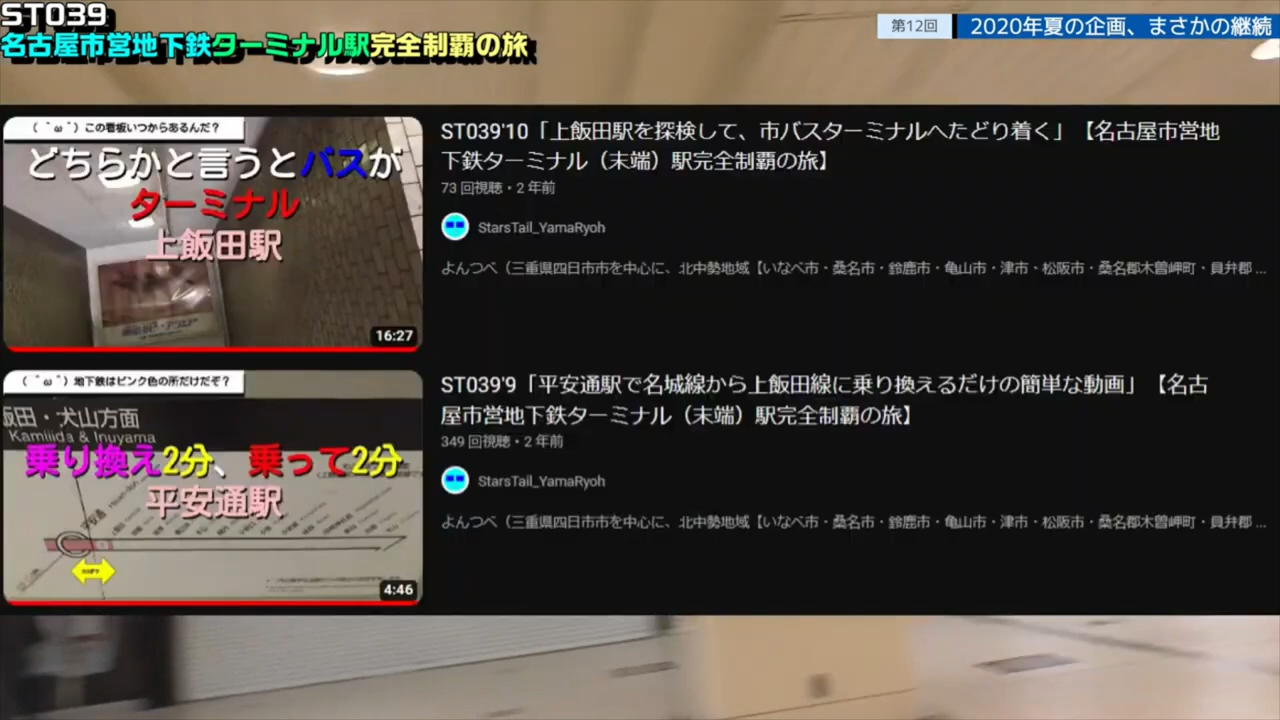 ST039
名古屋市営地下鉄ターミナル駅完全制覇の旅
第12回
2020年夏の企画、まさかの継続
( ˘ω˘ ) この看板いつからあるんだ?
どちらかと言うとバスが
ターミナル
上飯田駅
16:27
ST039'10「上飯田駅を探検して、市バスターミナルへたどり着く」【名古屋市営地
下鉄ターミナル(末端)駅完全制覇の旅】
73 回視聴・2 年前
StarsTail_YamaRyoh
よんつべ(三重県四日市市を中心に、北中勢地域【いなべ市・桑名市・鈴鹿市・亀山市・津市・松阪市・桑名郡木曽岬町・員弁郡 ...
( ˘ω˘ ) 地下鉄はピンク色の所だけだぞ?
飯田・犬山方面
Kamiiida & Inuyama
乗り換え2分、乗って2分
平安通駅
4:46
ST039'9「平安通駅で名城線から上飯田線に乗り換えるだけの簡単な動画」【名古
屋市営地下鉄ターミナル(末端)駅完全制覇の旅】
349 回視聴・2 年前
StarsTail_YamaRyoh
よんつべ(三重県四日市市を中心に、北中勢地域【いなべ市・桑名市・鈴鹿市・亀山市・津市・松阪市・桑名郡木曽岬町・員弁郡 ...